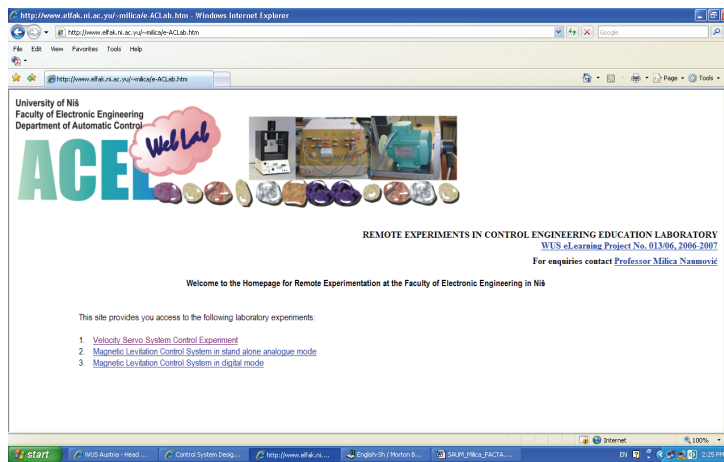 http://www.elfak.ni.ac.yu/~milica/e-ACLab.htm - Windows Internet Explorer
http://www.elfak.ni.ac.yu/~milica/e-ACLab.htm
Google
File Edit View Favorites Tools Help
http://www.elfak.ni.ac.yu/~milica/e-ACLab.htm
Page Tools
University of Niš
Faculty of Electronic Engineering
Department of Automatic Control
Web Lab
ACEL
REMOTE EXPERIMENTS IN CONTROL ENGINEERING EDUCATION LABORATORY
WUS eLearning Project No. 013/06, 2006-2007
For enquiries contact Professor Milica Naumović
Welcome to the Homepage for Remote Experimentation at the Faculty of Electronic Engineering in Niš
This site provides you access to the following laboratory experiments:
1. Velocity Servo System Control Experiment
2. Magnetic Levitation Control System in stand alone analogue mode
3. Magnetic Levitation Control System in digital mode
Internet 100%
start WUS Austria - Head ... Control System Desig... http://www.elfak.ni.... English-Sh / Morton B... SAUM_Milica_FACTA.... EN 2:25 PM